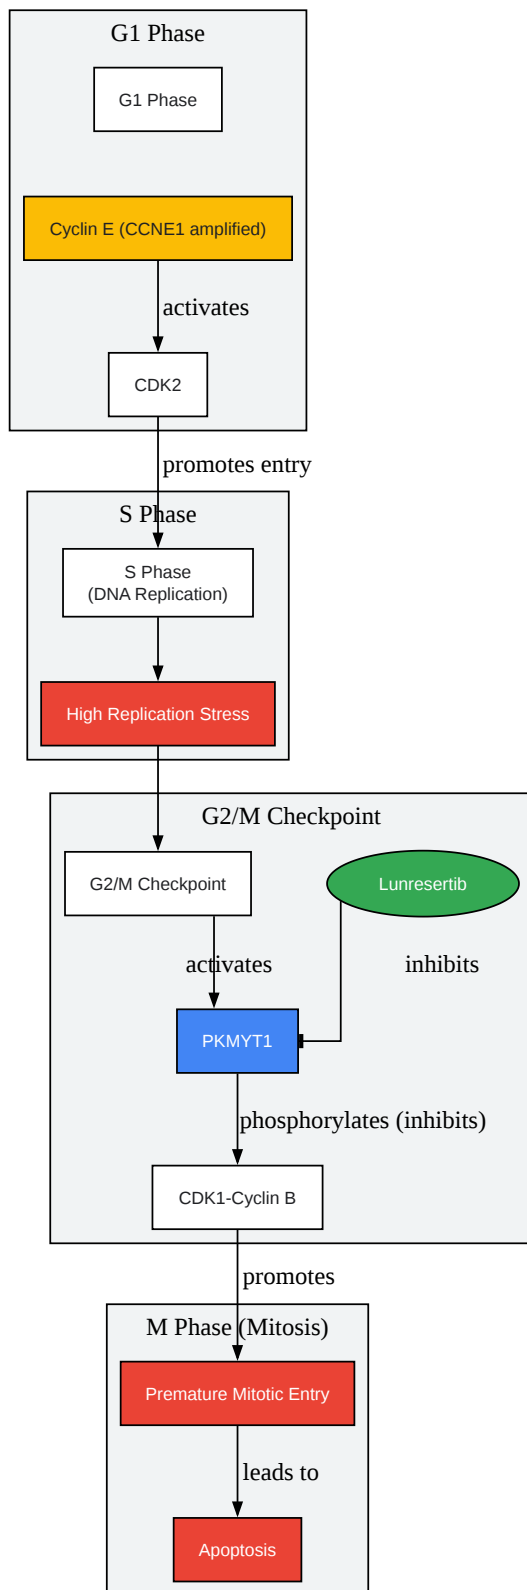 G1 Phase
G1 Phase
Cyclin E (CCNE1 amplified)
activates
CDK2
promotes entry
S Phase
S Phase
(DNA Replication)
High Replication Stress
G2/M Checkpoint
G2/M Checkpoint
Lunresertib
activates
inhibits
PKMYT1
phosphorylates (inhibits)
CDK1-Cyclin B
promotes
M Phase (Mitosis)
Premature Mitotic Entry
leads to
Apoptosis